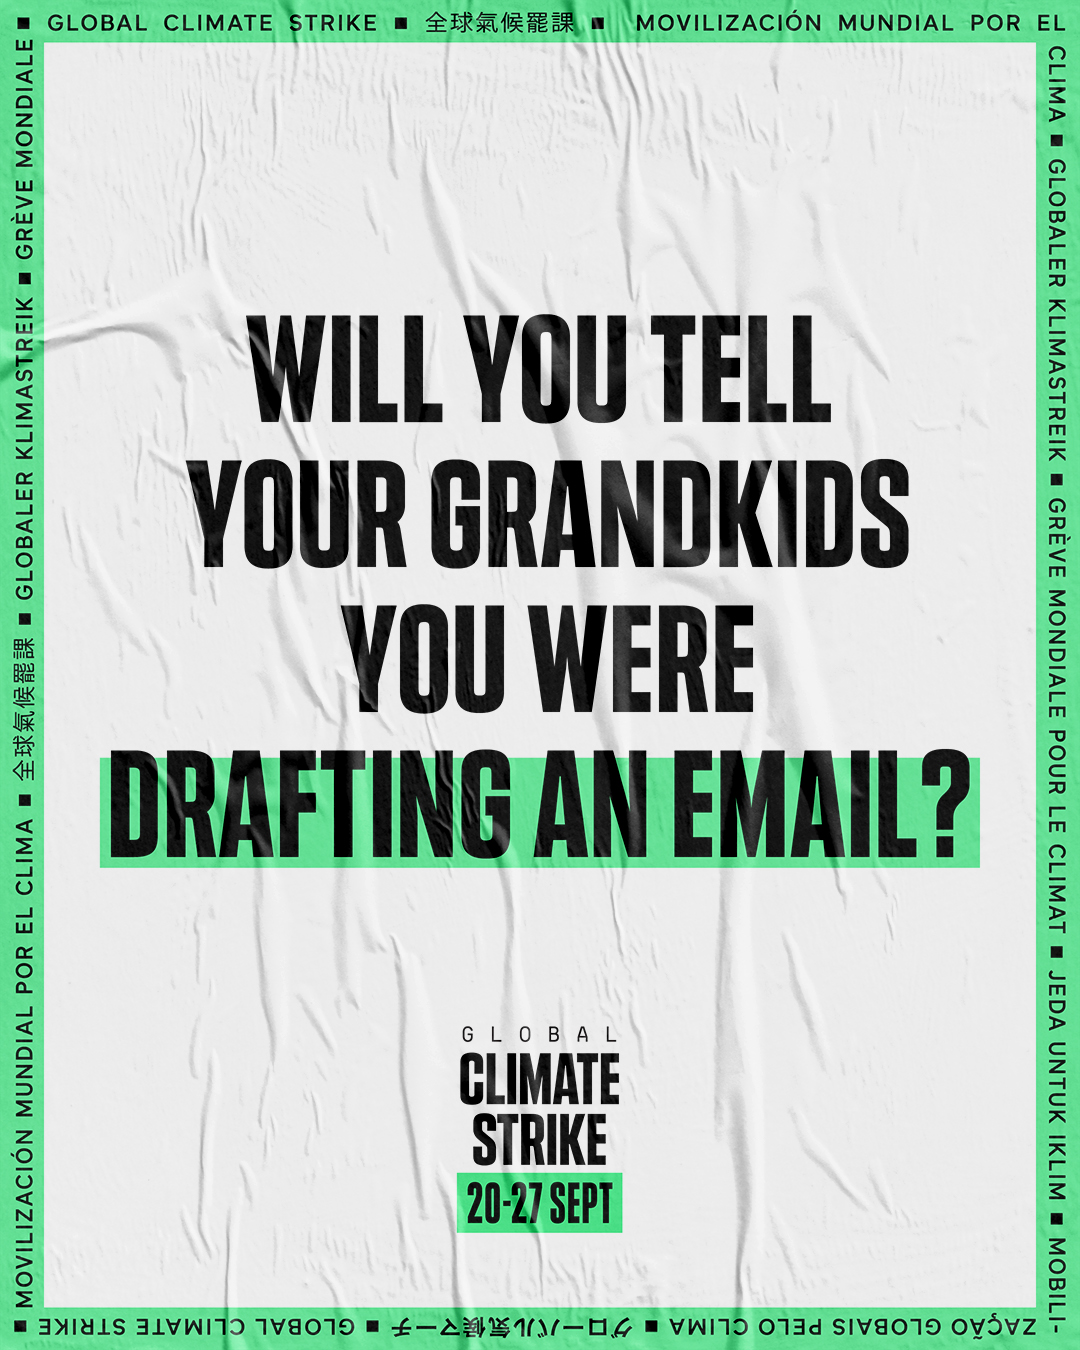 ■ GLOBAL CLIMATE STRIKE ■ 全球氣候罷課 ■ MOVILIZACIÓN MUNDIAL POR EL
CLIMA ■ GLOBALER KLIMASTREIK ■ GRÈVE MONDIALE POUR LE CLIMAT ■ JEDA UNTUK IKLIM ■ MOBILI-
ZAÇÃO GLOBAIS PELO CLIMA ■ グローバル気候マーチ ■ GLOBAL CLIMATE STRIKE ■
MOVILIZACIÓN MUNDIAL POR EL CLIMA ■ 全球氣候罷課 ■ GLOBALER KLIMASTREIK ■ GRÈVE MONDIALE ■
WILL YOU TELL
YOUR GRANDKIDS
YOU WERE
DRAFTING AN EMAIL?
GLOBAL
CLIMATE
STRIKE
20-27 SEPT